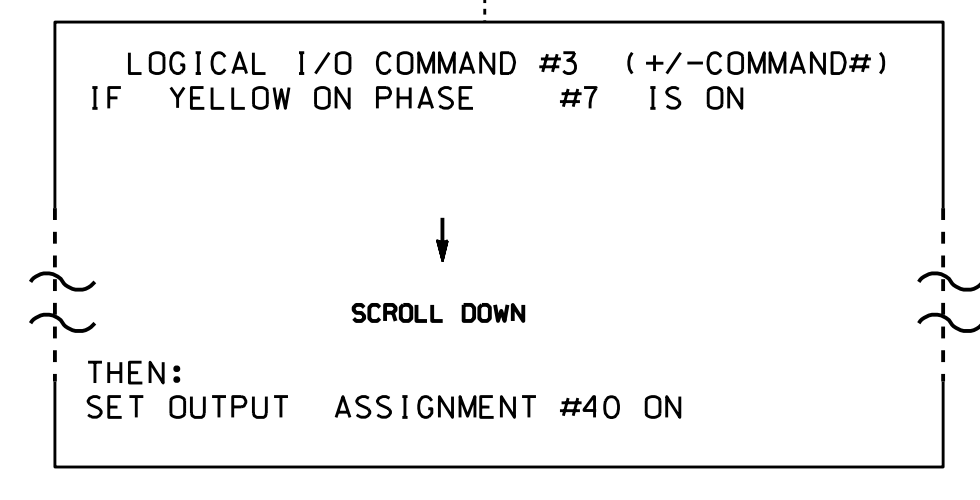 LOGICAL I/O COMMAND #3 (+/-COMMAND#)
IF YELLOW ON PHASE #7 IS ON
SCROLL DOWN
THEN:
SET OUTPUT ASSIGNMENT #40 ON